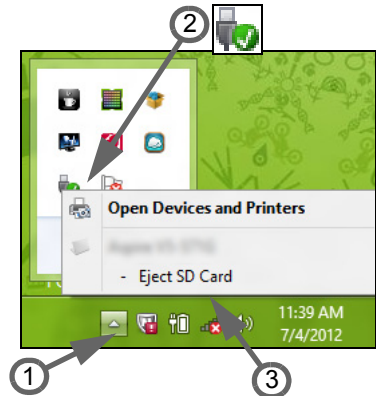 2
Open Devices and Printers
- Eject SD Card
11:39 AM
7/4/2012
1
3